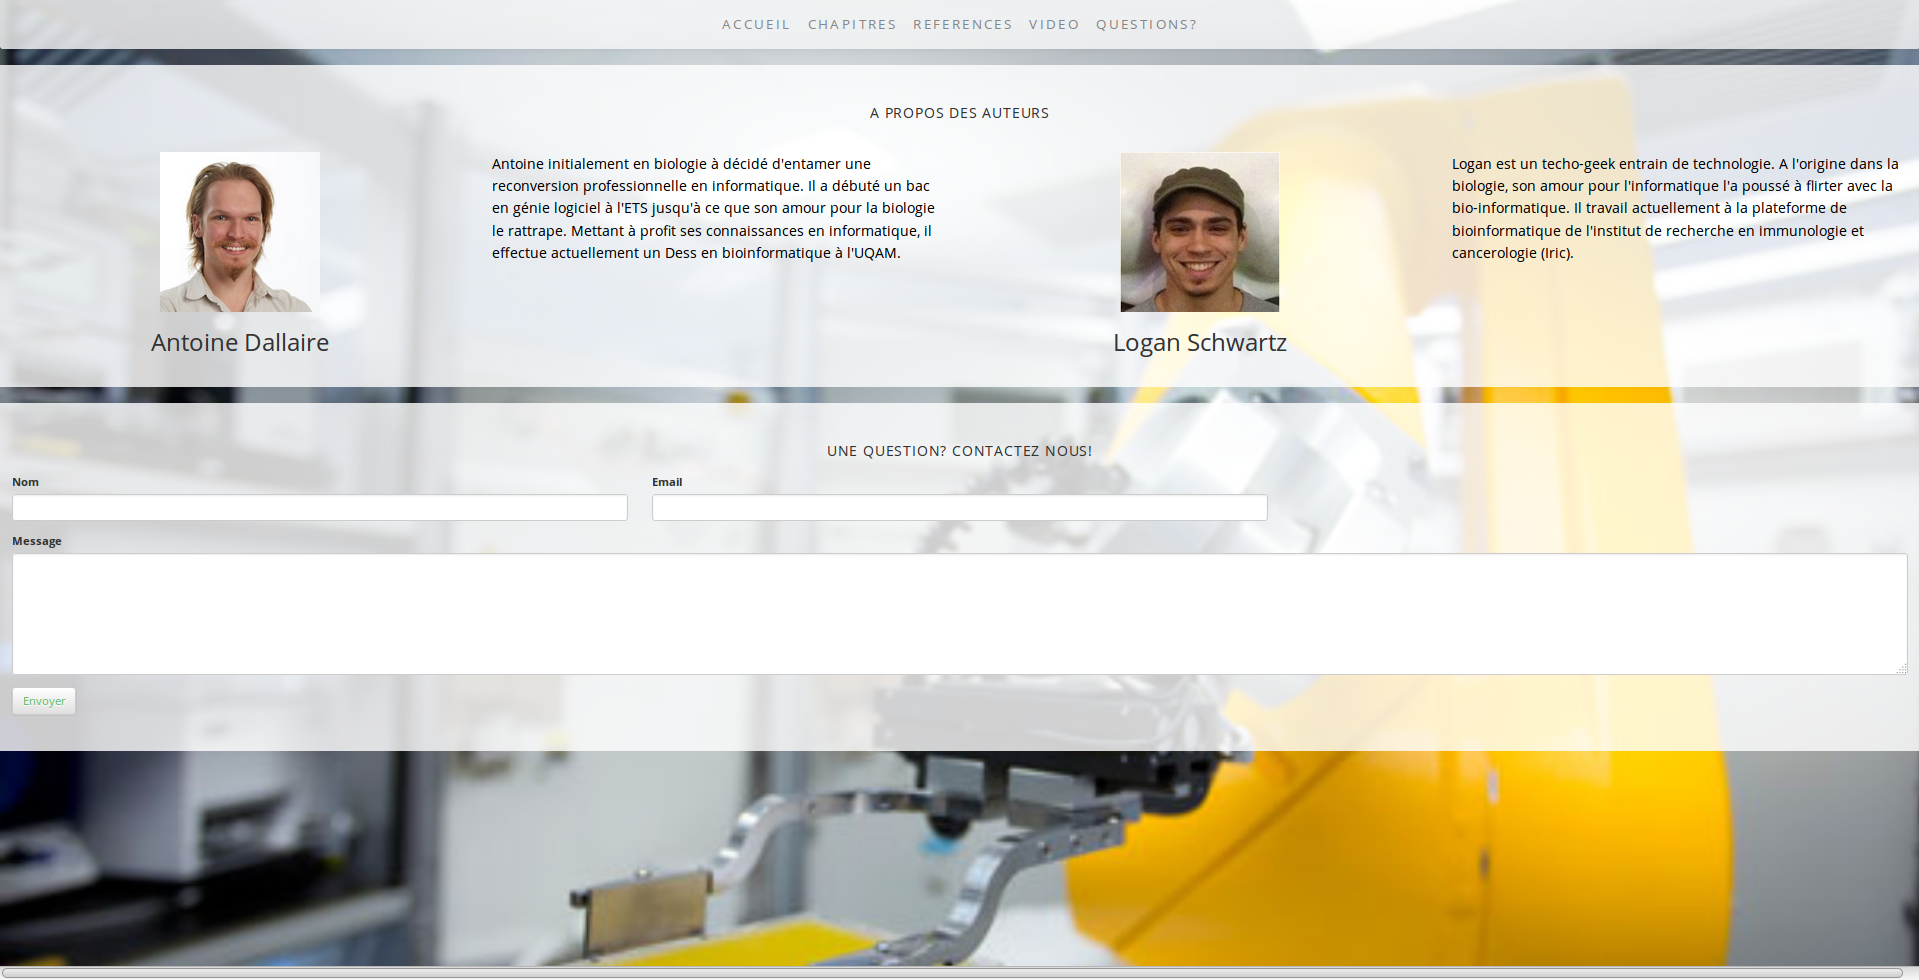 ACCUEIL CHAPITRES REFERENCES VIDEO QUESTIONS?
A PROPOS DES AUTEURS
Antoine initialement en biologie à décidé d'entamer une
reconversion professionnelle en informatique. Il a débuté un bac
en génie logiciel à l'ETS jusqu'à ce que son amour pour la biologie
le rattrape. Mettant à profit ses connaissances en informatique, il
effectue actuellement un Dess en bioinformatique à l'UQAM.
Antoine Dallaire
Logan est un techo-geek entrain de technologie. A l'origine dans la
biologie, son amour pour l'informatique l'a poussé à flirter avec la
bio-informatique. Il travail actuellement à la plateforme de
bioinformatique de l'institut de recherche en immunologie et
cancerologie (Iric).
Logan Schwartz
UNE QUESTION? CONTACTEZ NOUS!
Nom
Email
Message
Envoyer